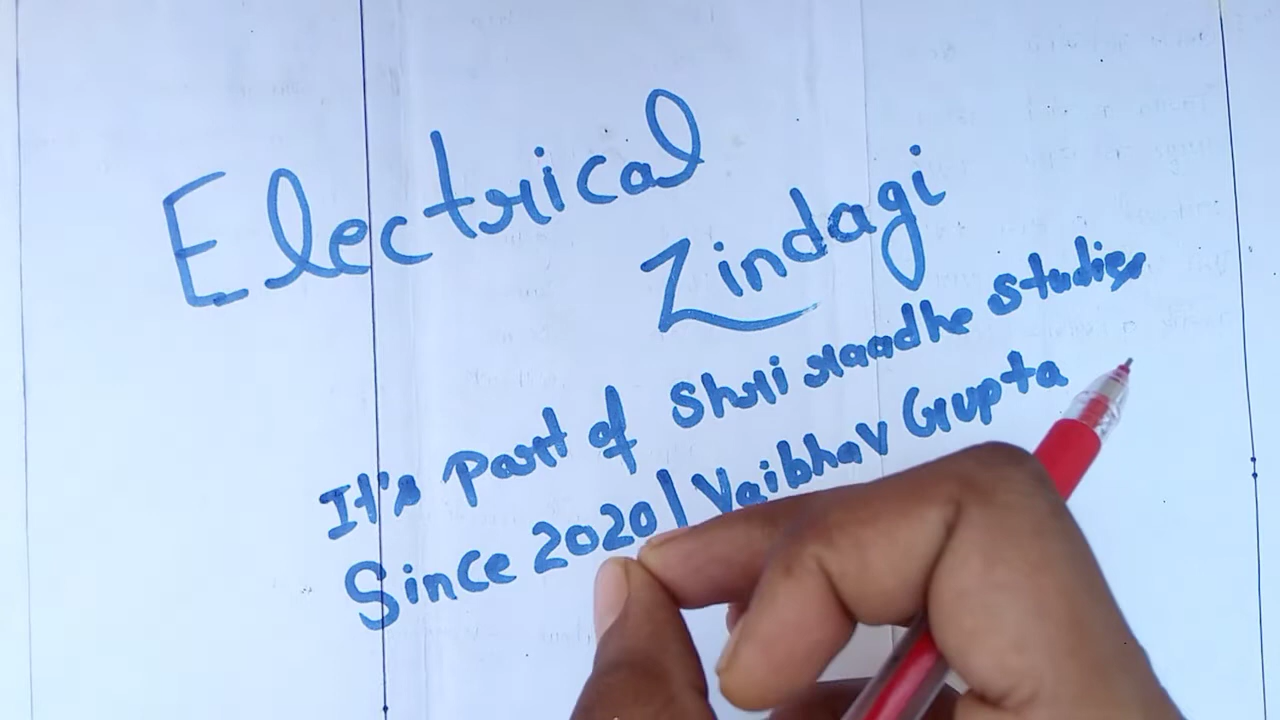 Electrical
Zindagi
It's part of Shri raadhe studies
Since 2020 | Vaibhav Gupta